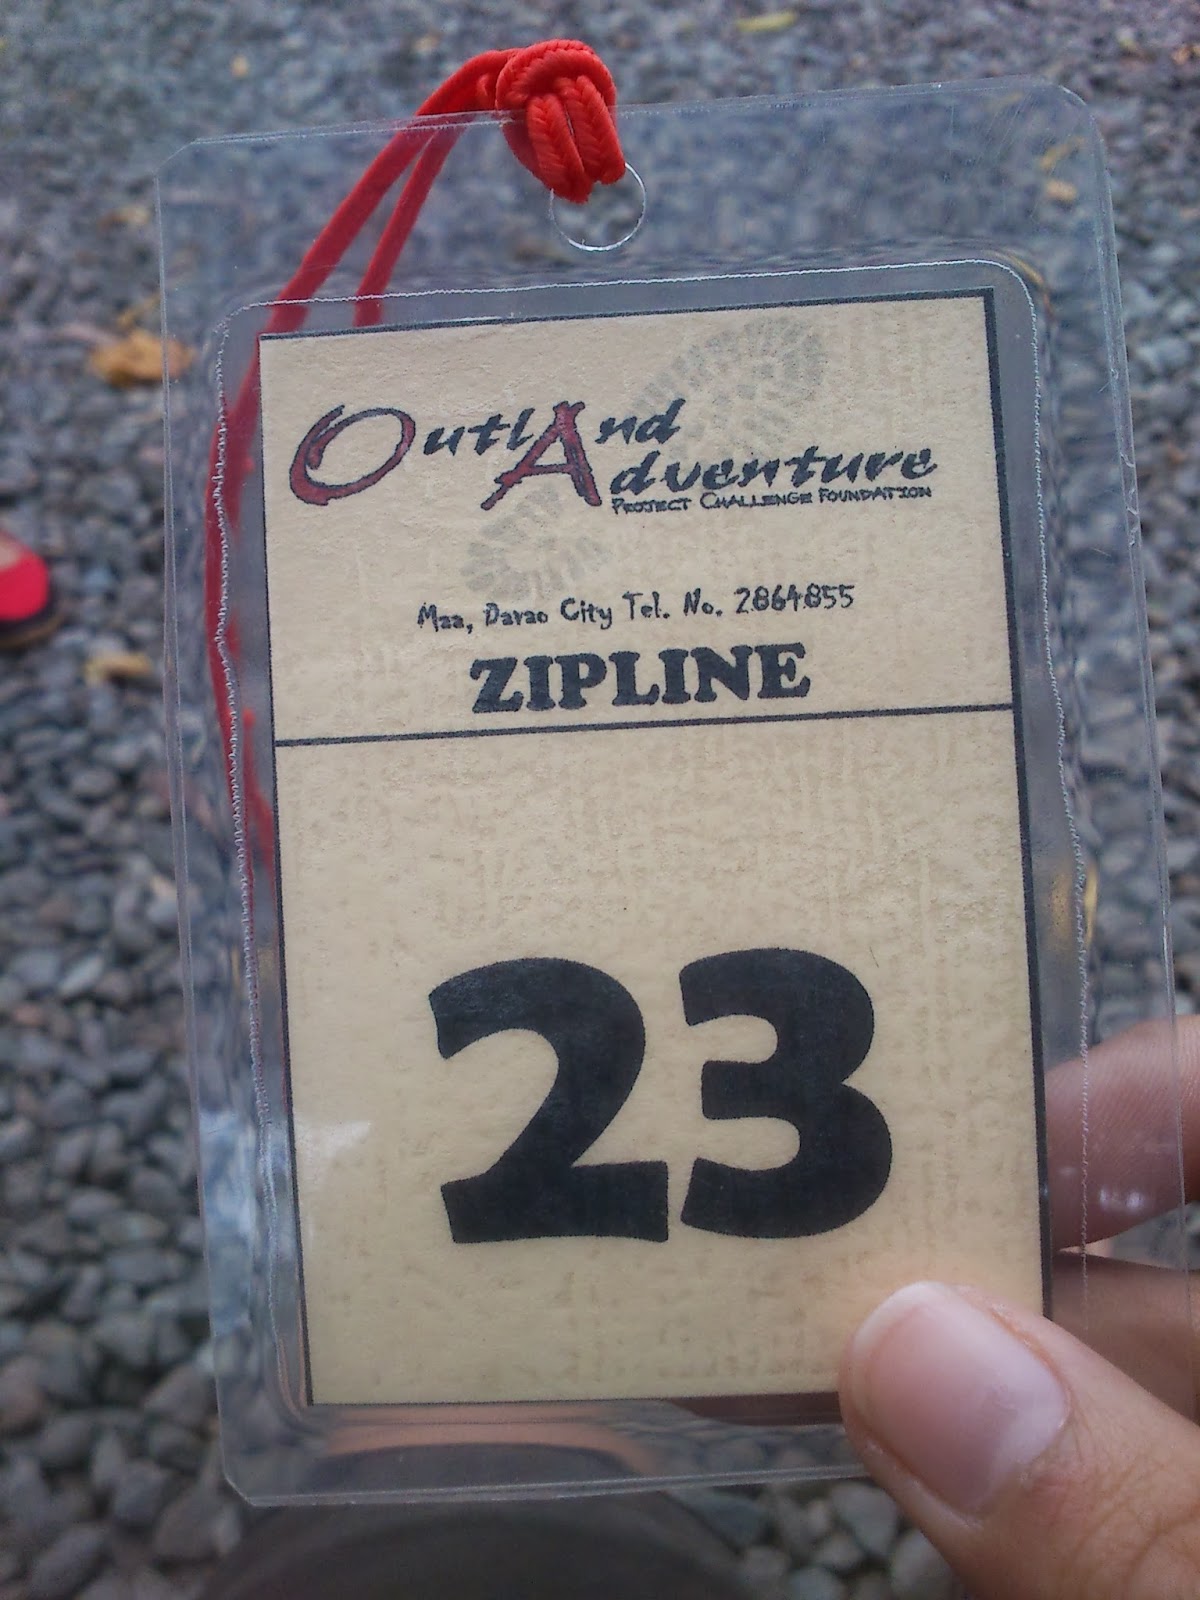 OutlAnd
Adventure
Project Challenge Foundation
Maa, Davao City Tel. No. 2864855
ZIPLINE
23